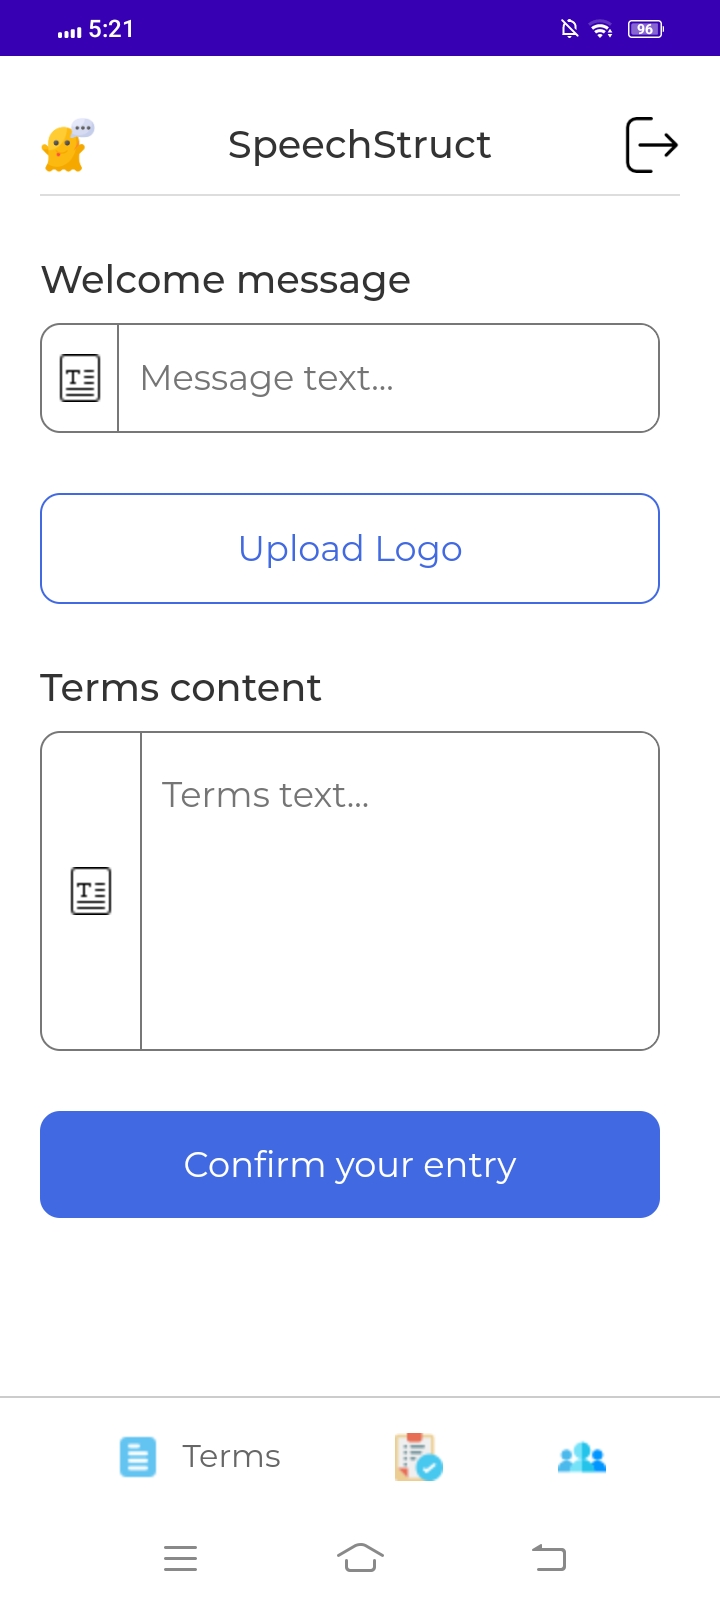 5:21
96
SpeechStruct
Welcome message
Message text...
Upload Logo
Terms content
Terms text...
Confirm your entry
Terms